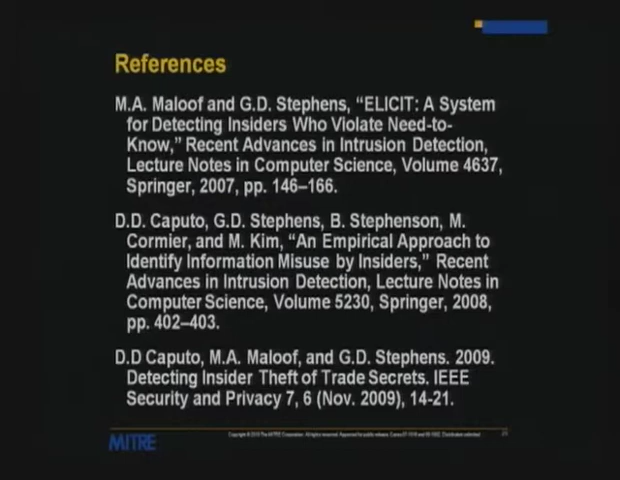 References
M.A. Maloof and G.D. Stephens, “ELICIT: A System
for Detecting Insiders Who Violate Need-to-
Know,” Recent Advances in Intrusion Detection,
Lecture Notes in Computer Science, Volume 4637,
Springer, 2007, pp. 146–166.
D.D. Caputo, G.D. Stephens, B. Stephenson, M.
Cormier, and M. Kim, “An Empirical Approach to
Identify Information Misuse by Insiders,” Recent
Advances in Intrusion Detection, Lecture Notes in
Computer Science, Volume 5230, Springer, 2008,
pp. 402–403.
D.D Caputo, M.A. Maloof, and G.D. Stephens. 2009.
Detecting Insider Theft of Trade Secrets. IEEE
Security and Privacy 7, 6 (Nov. 2009), 14-21.
MITRE